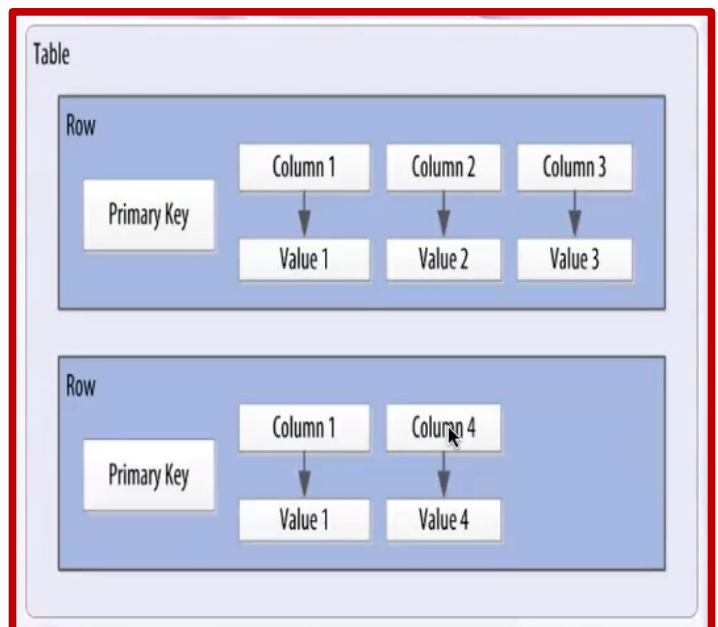 Table
Row
Column 1 Column 2 Column 3
Primary Key
Value 1 Value 2 Value 3
Row
Column 1 Column 4
Primary Key
Value 1 Value 4